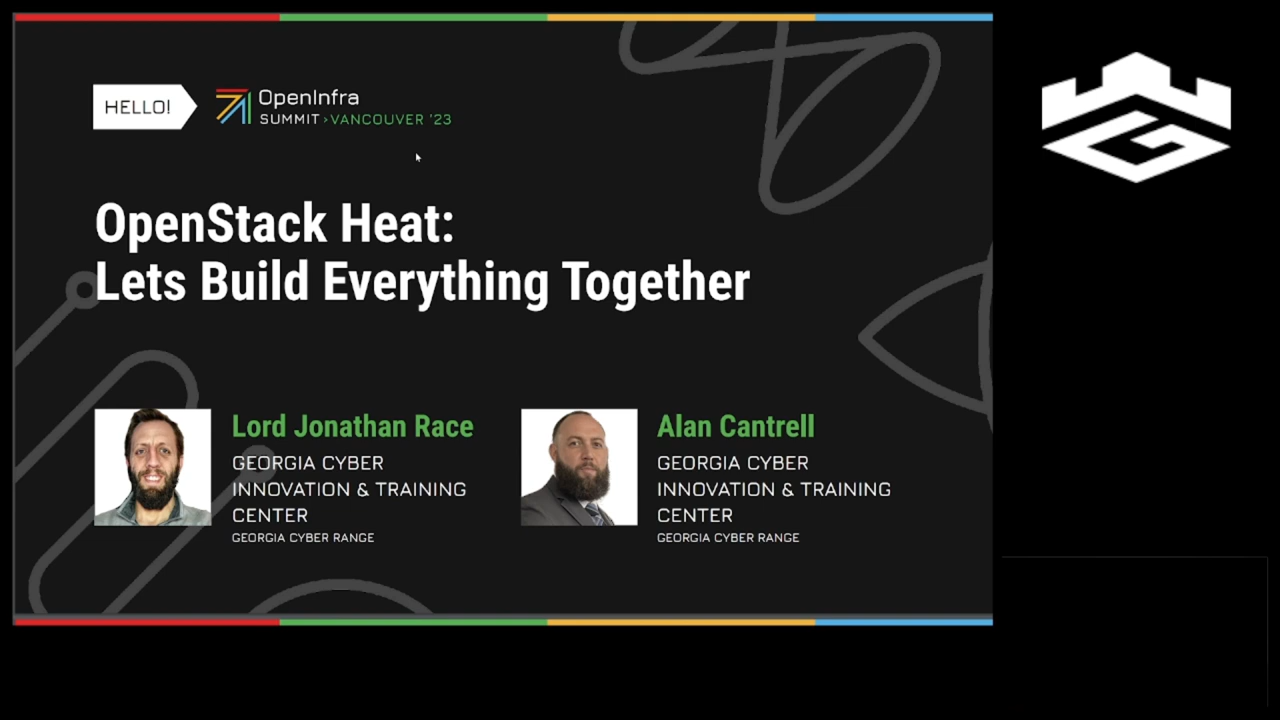 HELLO!
OpenInfra
SUMMIT›VANCOUVER '23
OpenStack Heat:
Lets Build Everything Together
Lord Jonathan Race
GEORGIA CYBER
INNOVATION & TRAINING
CENTER
GEORGIA CYBER RANGE
Alan Cantrell
GEORGIA CYBER
INNOVATION & TRAINING
CENTER
GEORGIA CYBER RANGE